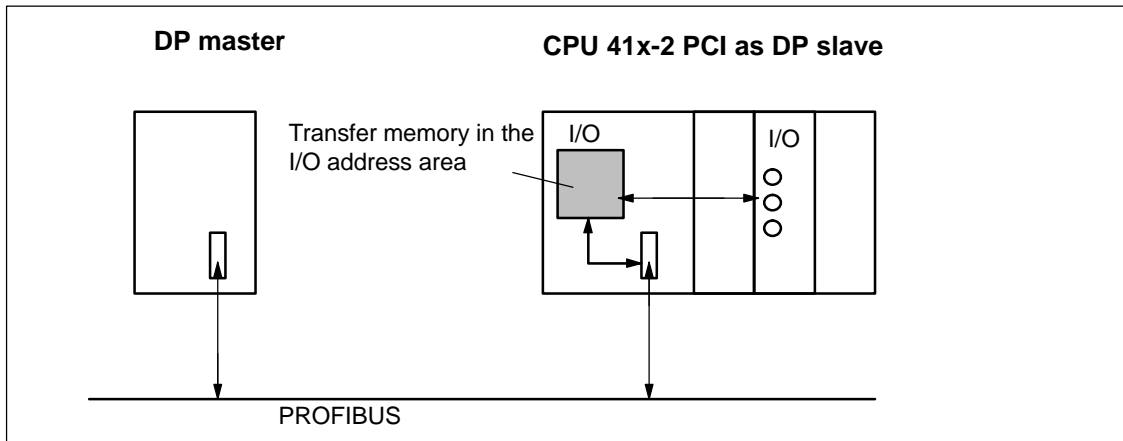 DP master
CPU 41x-2 PCI as DP slave
Transfer memory in the
I/O address area
I/O
I/O
PROFIBUS